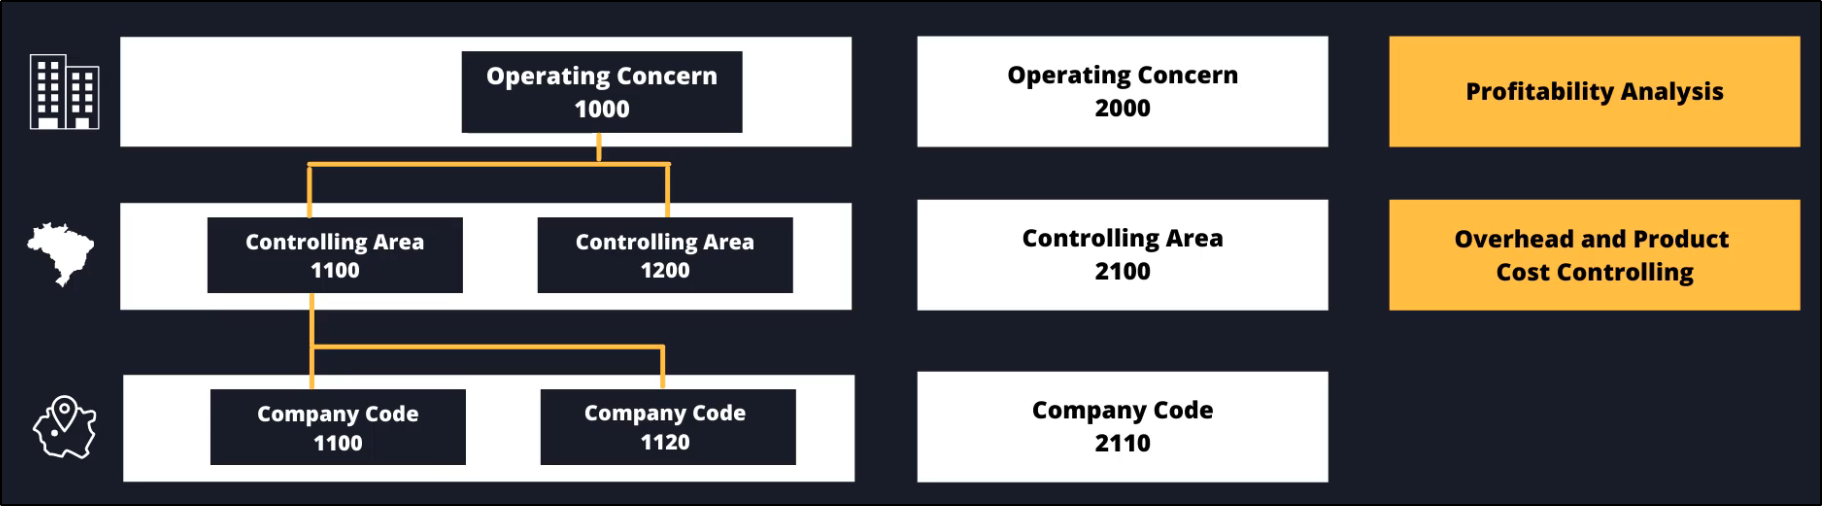 Operating Concern
1000
Operating Concern
2000
Profitability Analysis
Controlling Area
1100
Controlling Area
1200
Controlling Area
2100
Overhead and Product
Cost Controlling
Company Code
1100
Company Code
1120
Company Code
2110